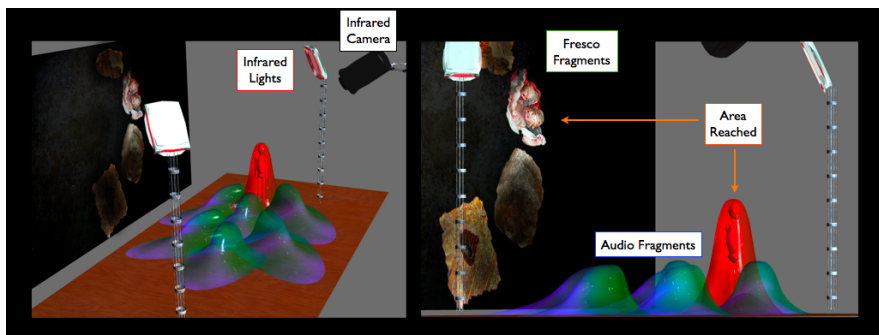 Infrared
Camera
Infrared
Lights
Fresco
Fragments
Area
Reached
Audio Fragments